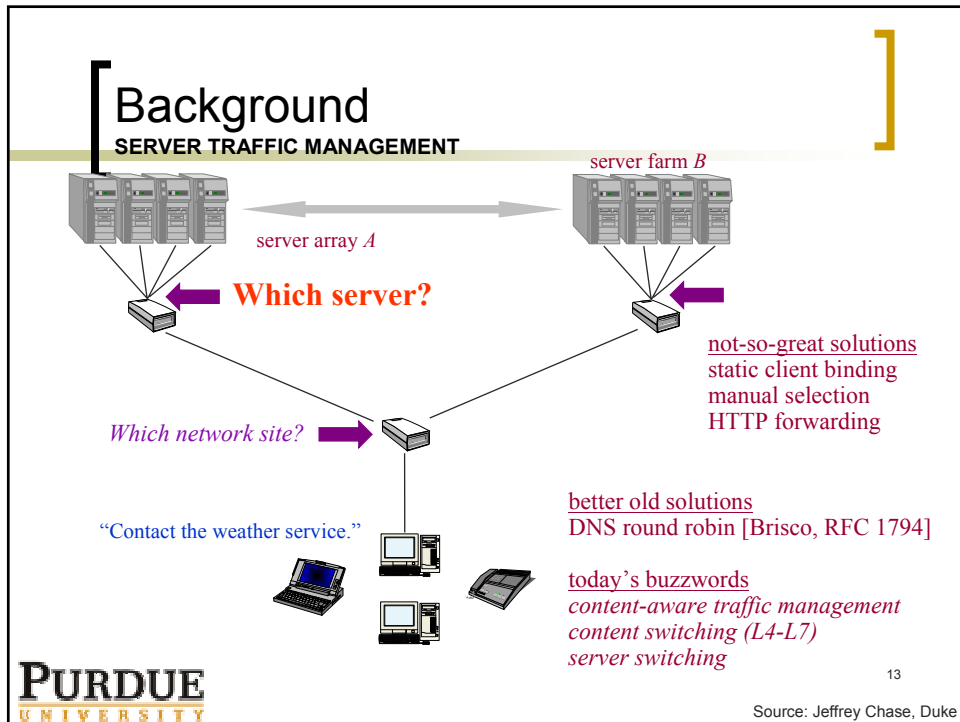 Background
SERVER TRAFFIC MANAGEMENT
server farm B
server array A
Which server?
not-so-great solutions
static client binding
manual selection
HTTP forwarding
Which network site?
better old solutions
“Contact the weather service.”
DNS round robin [Brisco, RFC 1794]
today’s buzzwords
content-aware traffic management
content switching (L4-L7)
server switching
13
PURDUE
UNIVERSITY
Source: Jeffrey Chase, Duke